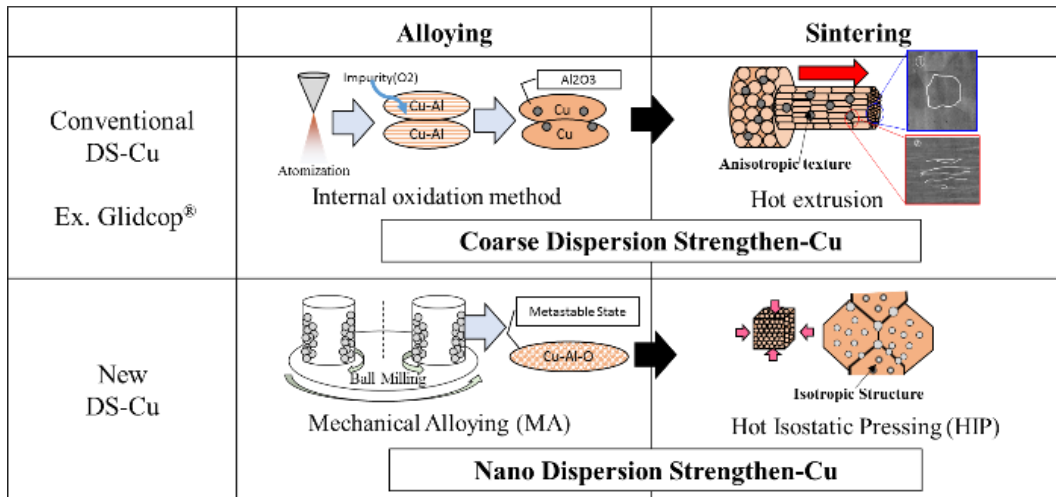 Alloying
Sintering
Conventional
DS-Cu
Ex. Glidcop®
Impurity(O2)
Cu-Al
Cu-Al
Atomization
Al2O3
Cu
Cu
Internal oxidation method
Anisotropic texture
①
②
Hot extrusion
Coarse Dispersion Strengthen-Cu
New
DS-Cu
Ball Milling
Metastable State
Cu-Al-O
Mechanical Alloying (MA)
Isotropic Structure
Hot Isostatic Pressing (HIP)
Nano Dispersion Strengthen-Cu